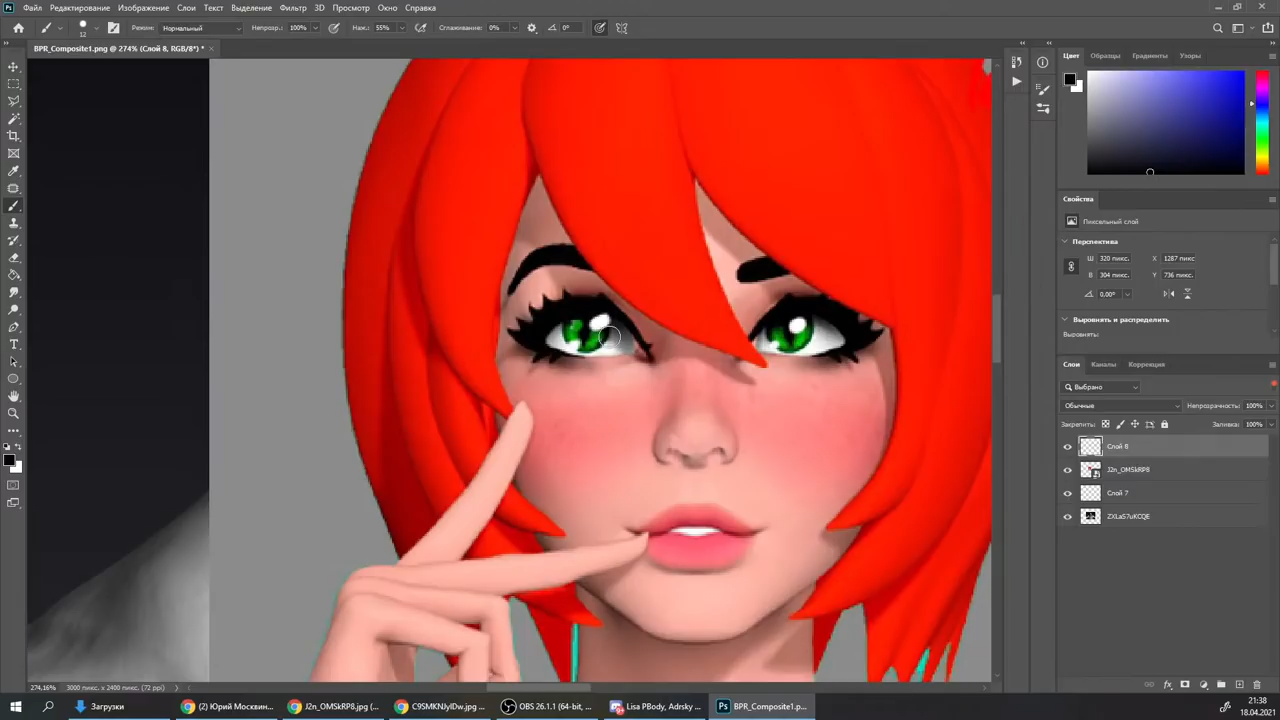 Ps Файл Редактирование Изображение Слои Текст Выделение Фильтр 3D Просмотр Окно Справка
12 Режим: Нормальный Непрозр.: 100% Наж.: 55% Сглаживание: 0% 0°
BPR_Composite1.png @ 274% (Слой 8, RGB/8*) *
Цвет Образцы Градиенты Узоры
Свойства
Пиксельный слой
Перспектива
Ш 320 пикс. X 1287 пикс
В 304 пикс. Y 736 пикс.
0,00°
Выровнять и распределить
Выровнять:
Слои Каналы Коррекция
Выбрано
Обычные Непрозрачность: 100%
Закрепить: Заливка: 100%
Слой 8
J2n_OMSkRP8
Слой 7
ZXLaS7uKCQE
274,16% 3000 пикс. x 2400 пикс. (72 ppi)
Загрузки (2) Юрий Москвин... J2n_OMSkRP8.jpg (... C9SMKNJyIDw.jpg ... OBS 26.1.1 (64-bit, ... Lisa PBody, Adrsky ... BPR_Composite1.p...
21:38
18.04.2021